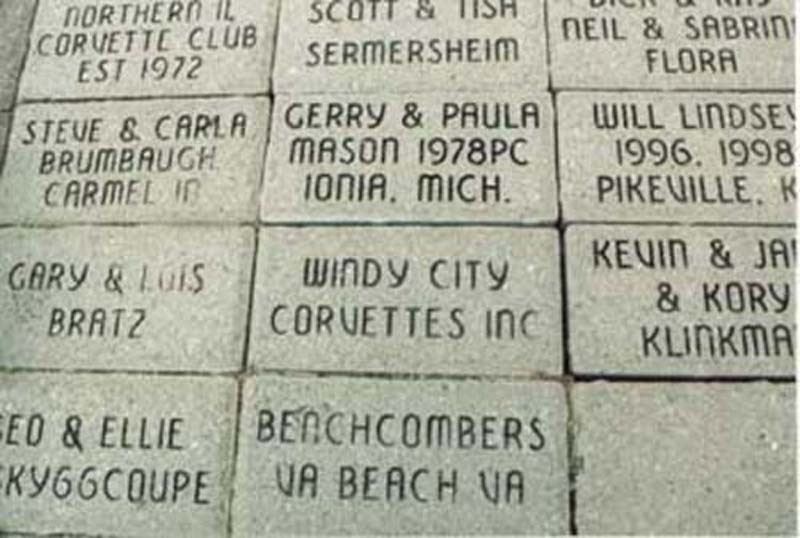 NORTHERN IL
CORVETTE CLUB
EST 1972
SCOTT & TISH
SERMERSHEIM
NEIL & SABRIN
FLORA
STEVE & CARLA
BRUMBAUGH
CARMEL IN
GERRY & PAULA
MASON 1978PC
IONIA, MICH.
WILL LINDSEY
1996, 1998
PIKEVILLE, K
GARY & LOIS
BRATZ
WINDY CITY
CORVETTES INC
KEVIN & JA
& KORY
KLINKMA
EO & ELLIE
KY66COUPE
BEACHCOMBERS
VA BEACH VA